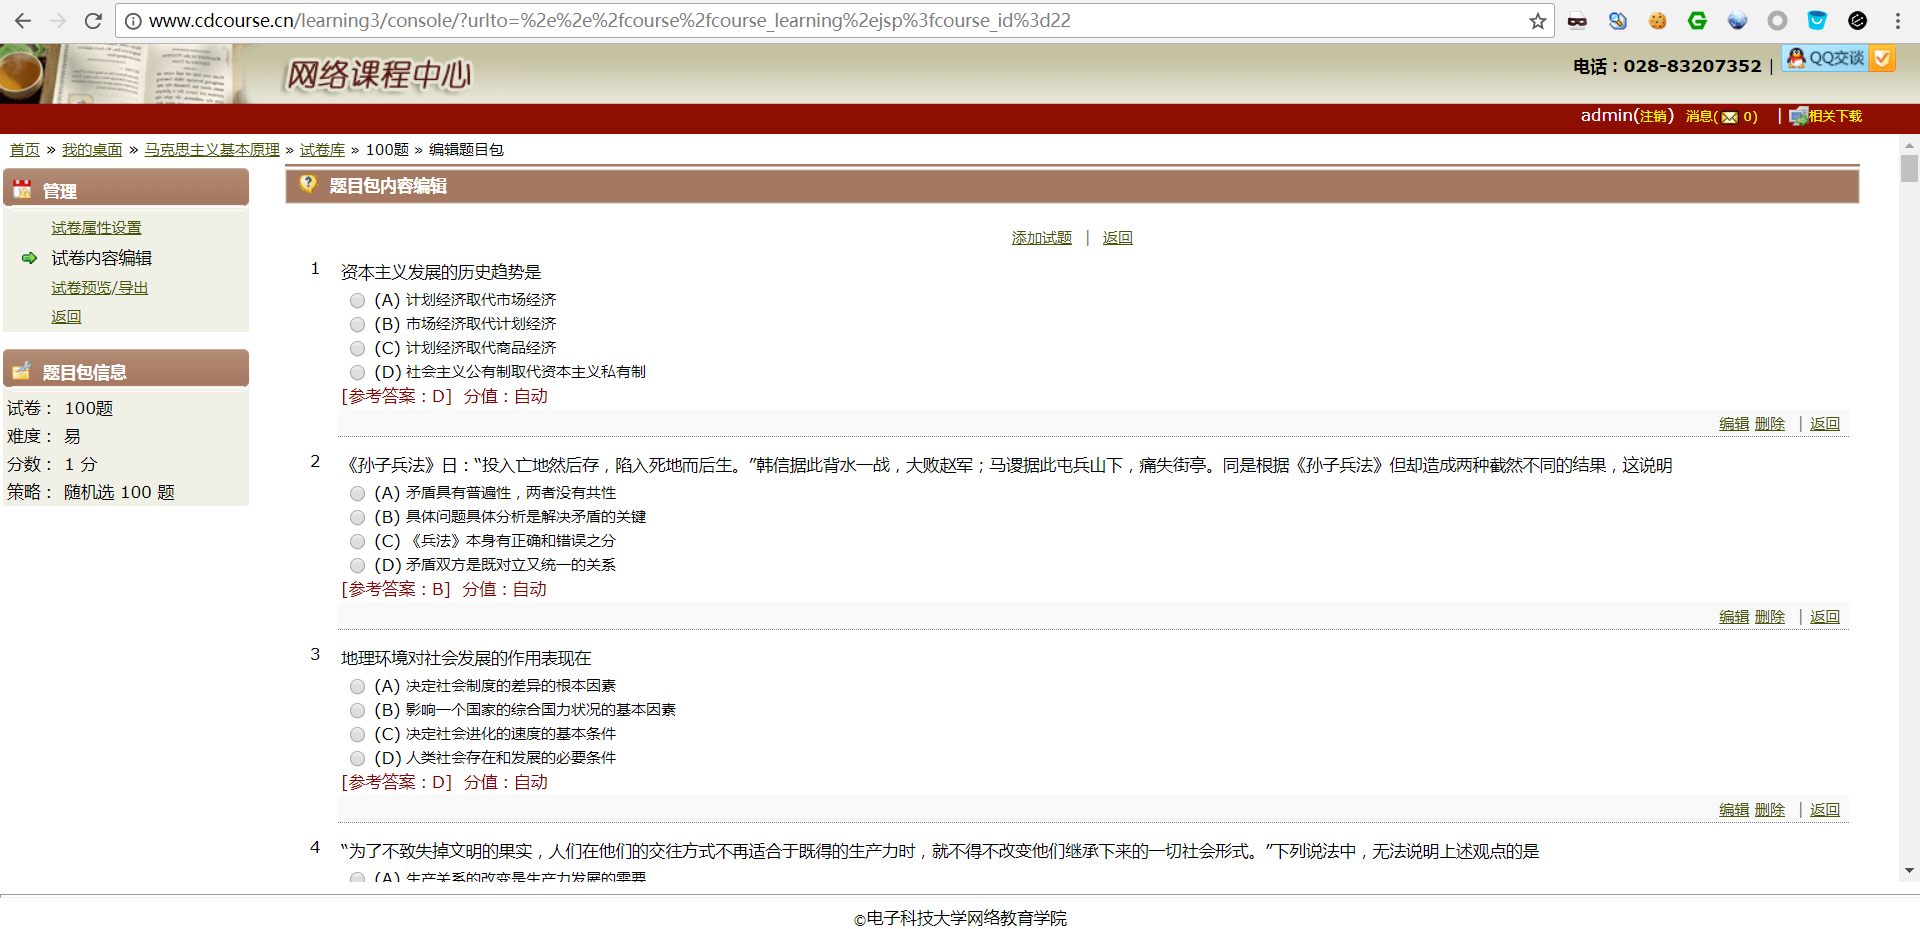 www.cdcourse.cn/learning3/console/?urlto=%2e%2e%2fcourse%2fcourse_learning%2ejsp%3fcourse_id%3d22
网络课程中心
电话：028-83207352 |
QQ交谈
admin(注销) 消息( 0) | 相关下载
首页 » 我的桌面 » 马克思主义基本原理 » 试卷库 » 100题 » 编辑题目包
管理
试卷属性设置
试卷内容编辑
试卷预览/导出
返回
题目包信息
试卷： 100题
难度： 易
分数： 1 分
策略： 随机选 100 题
题目包内容编辑
添加试题 | 返回
1 资本主义发展的历史趋势是
(A) 计划经济取代市场经济
(B) 市场经济取代计划经济
(C) 计划经济取代商品经济
(D) 社会主义公有制取代资本主义私有制
[参考答案：D] 分值：自动
编辑 删除 | 返回
2 《孙子兵法》日：“投入亡地然后存，陷入死地而后生。”韩信据此背水一战，大败赵军；马谡据此屯兵山下，痛失街亭。同是根据《孙子兵法》但却造成两种截然不同的结果，这说明
(A) 矛盾具有普遍性，两者没有共性
(B) 具体问题具体分析是解决矛盾的关键
(C) 《兵法》本身有正确和错误之分
(D) 矛盾双方是既对立又统一的关系
[参考答案：B] 分值：自动
编辑 删除 | 返回
3 地理环境对社会发展的作用表现在
(A) 决定社会制度的差异的根本因素
(B) 影响一个国家的综合国力状况的基本因素
(C) 决定社会进化的速度的基本条件
(D) 人类社会存在和发展的必要条件
[参考答案：D] 分值：自动
编辑 删除 | 返回
4 “为了不致失掉文明的果实，人们在他们的交往方式不再适合于既得的生产力时，就不得不改变他们继承下来的一切社会形式。”下列说法中，无法说明上述观点的是
(A) 生产关系的改变是生产力发展的需要
©电子科技大学网络教育学院